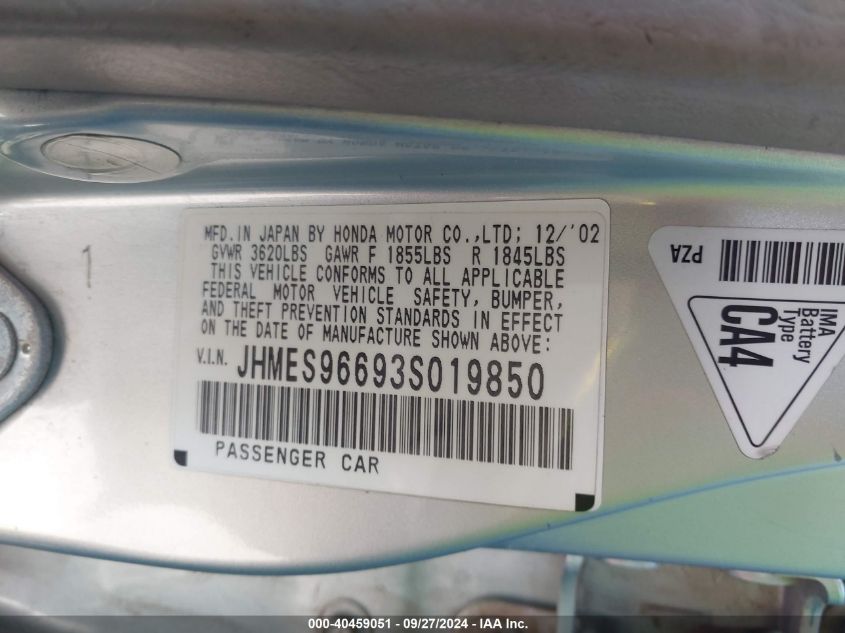 MFD.IN JAPAN BY HONDA MOTOR CO.,LTD; 12/'02
GVWR 3620LBS GAWR F 1855LBS R 1845LBS
THIS VEHICLE CONFORMS TO ALL APPLICABLE
FEDERAL MOTOR VEHICLE SAFETY, BUMPER,
AND THEFT PREVENTION STANDARDS IN EFFECT
ON THE DATE OF MANUFACTURE SHOWN ABOVE:
V.I.N. JHMES96693S019850
PASSENGER CAR
1
PZA
IMA
Battery
Type
CA4
000-40459051 - 09/27/2024 - IAA Inc.